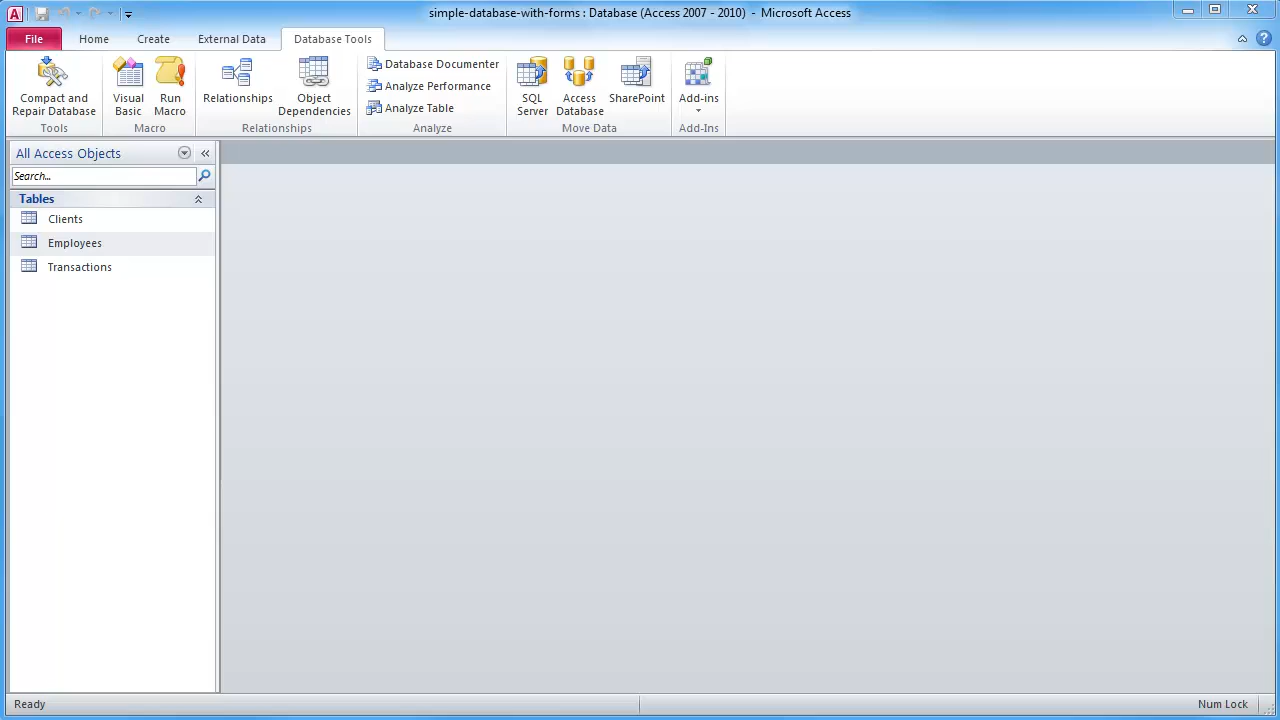 simple-database-with-forms : Database (Access 2007 - 2010) - Microsoft Access
File Home Create External Data Database Tools
Compact and
Repair Database
Tools
Visual
Basic
Run
Macro
Macro
Relationships
Object
Dependencies
Relationships
Database Documenter
Analyze Performance
Analyze Table
Analyze
SQL
Server
Access
Database
SharePoint
Move Data
Add-ins
Add-Ins
All Access Objects
Search...
Tables
Clients
Employees
Transactions
Ready
Num Lock